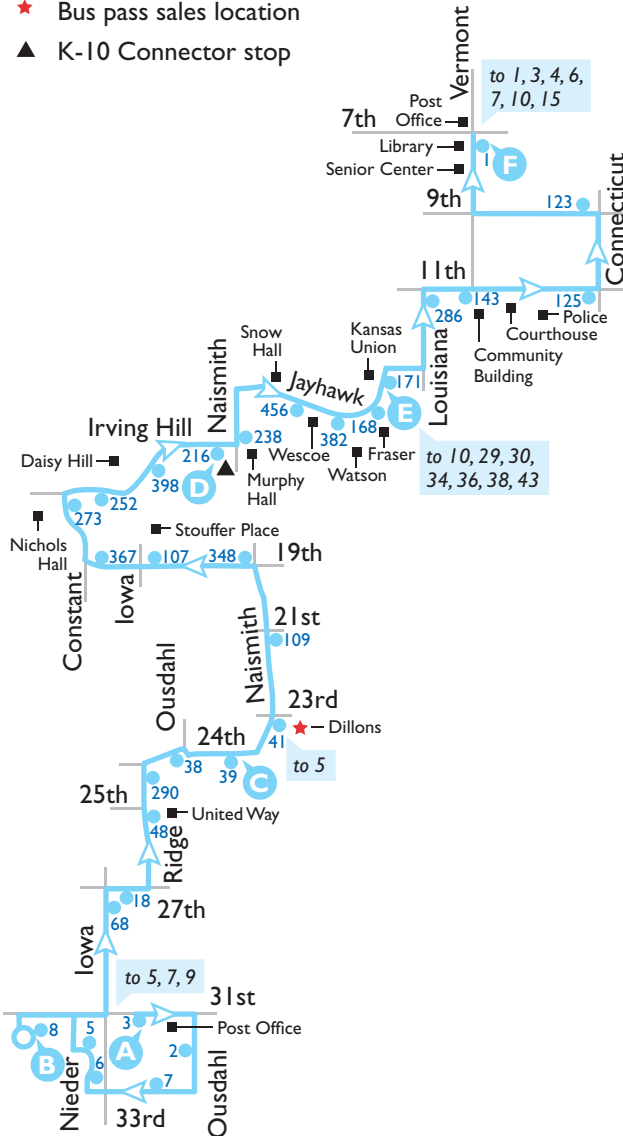 Bus pass sales location
K-10 Connector stop
Vermont
to 1, 3, 4, 6,
7, 10, 15
Post
Office
7th
Library
1
F
Senior Center
Connecticut
9th
123
11th
286
143
125
Police
Courthouse
Community
Building
Louisiana
Kansas
Union
Snow
Hall
Naismith
Jayhawk
171
E
456
168
382
Fraser
Wescoe
Watson
to 10, 29, 30,
34, 36, 38, 43
Irving Hill
238
216
Murphy
Hall
D
Daisy Hill
398
252
273
Nichols
Hall
Stouffer Place
367
107
348
19th
Constant
Iowa
21st
109
Naismith
23rd
Dillons
41
to 5
Ousdahl
24th
38
39
C
290
25th
United Way
48
Ridge
18
27th
68
Iowa
to 5, 7, 9
31st
3
Post Office
A
8
B
5
2
6
7
Nieder
33rd
Ousdahl